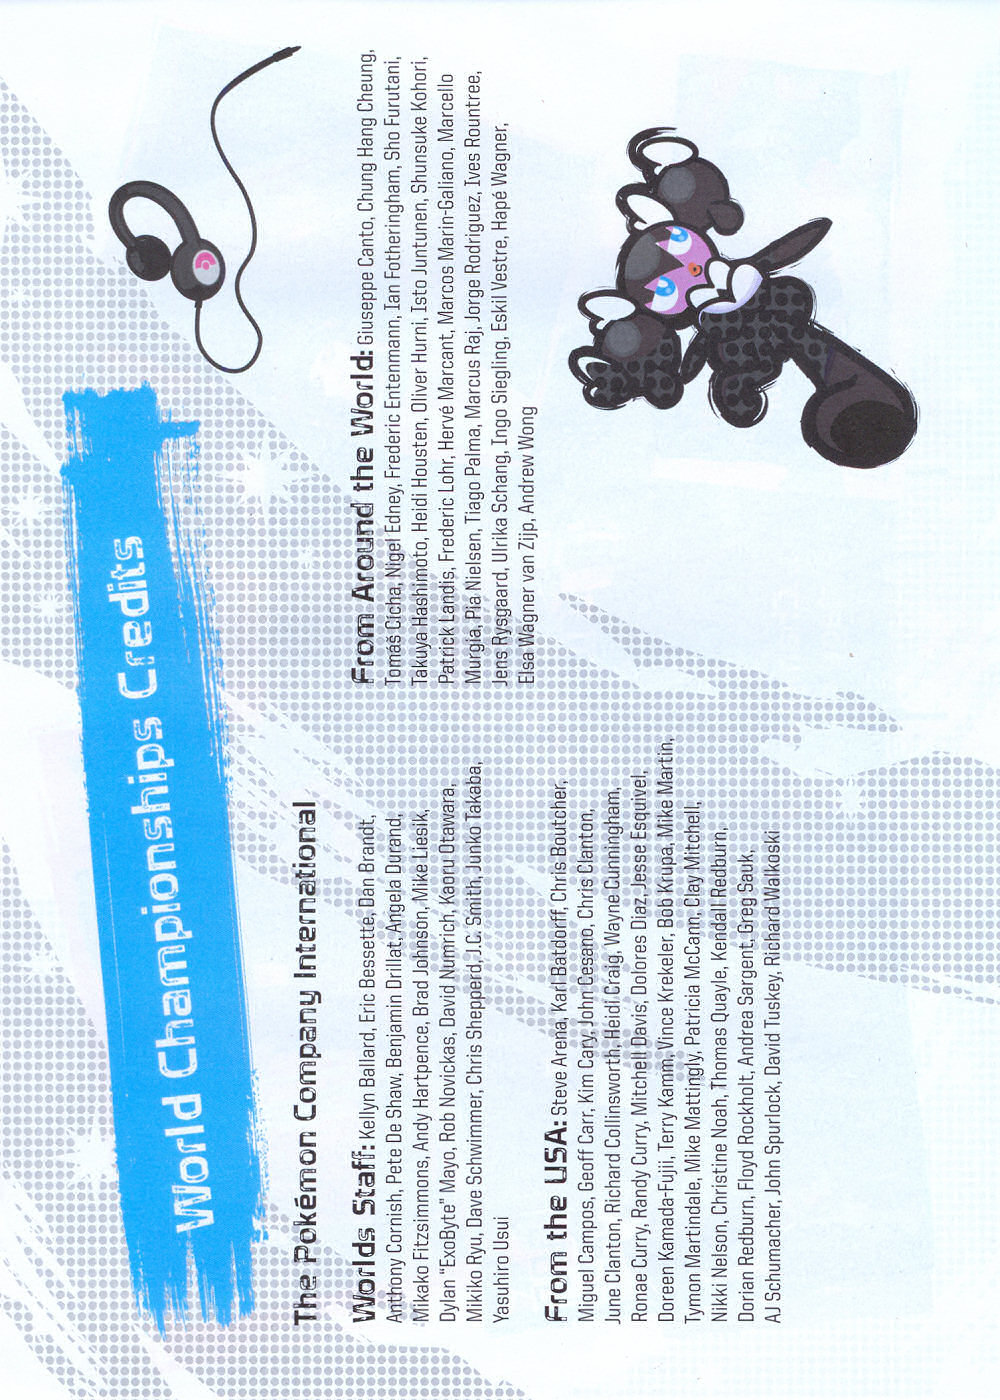 World Championships Credits
The Pokémon Company International
Worlds Staff: Kellyn Ballard, Eric Bessette, Dan Brandt,
Anthony Cornish, Pete De Shaw, Benjamin Drillat, Angela Durand,
Mikako Fitzsimmons, Andy Hartpence, Brad Johnson, Mike Liesik,
Dylan “ExoByte” Mayo, Rob Novickas, David Numrich, Kaoru Otawara,
Mikiko Ryu, Dave Schwimmer, Chris Shepperd, J.C. Smith, Junko Takaba,
Yasuhiro Usui
From the USA: Steve Arena, Karl Batdorff, Chris Boutcher,
Miguel Campos, Geoff Carr, Kim Cary, John Cesano, Chris Clanton,
June Clanton, Richard Collinsworth, Heidi Craig, Wayne Cunningham,
Ronae Curry, Randy Curry, Mitchell Davis, Dolores Diaz, Jesse Esquivel,
Doreen Kamada-Fujii, Terry Kamm, Vince Krekeler, Bob Krupa, Mike Martin,
Tymon Martindale, Mike Mattingly, Patricia McCann, Clay Mitchell,
Nikki Nelson, Christine Noah, Thomas Quayle, Kendall Redburn,
Dorian Redburn, Floyd Rockholt, Andrea Sargent, Greg Sauk,
AJ Schumacher, John Spurlock, David Tuskey, Richard Walkoski
From Around the World: Giuseppe Canto, Chung Hang Cheung,
Tomáš Cícha, Nigel Edney, Frederic Entenmann, Ian Fotheringham, Sho Furutani,
Takuya Hashimoto, Heidi Housten, Oliver Hurni, Isto Juntunen, Shunsuke Kohori,
Patrick Landis, Frederic Lohr, Hervé Marcant, Marcos Marin-Galiano, Marcello
Murgia, Pia Nielsen, Tiago Palma, Marcus Raj, Jorge Rodriguez, Ives Rountree,
Jens Rysgaard, Ulrika Schang, Ingo Siegling, Eskil Vestre, Hapé Wagner,
Elsa Wagner van Zijp, Andrew Wong